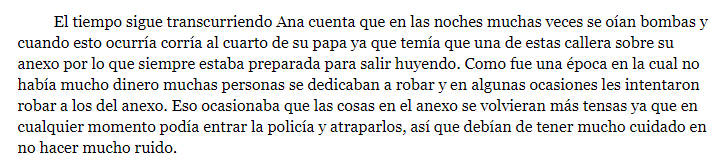 El tiempo sigue transcurriendo Ana cuenta que en las noches muchas veces se oían bombas y
cuando esto ocurría corría al cuarto de su papa ya que temía que una de estas callera sobre su
anexo por lo que siempre estaba preparada para salir huyendo. Como fue una época en la cual no
había mucho dinero muchas personas se dedicaban a robar y en algunas ocasiones les intentaron
robar a los del anexo. Eso ocasionaba que las cosas en el anexo se volvieran más tensas ya que en
cualquier momento podía entrar la policía y atraparlos, así que debían de tener mucho cuidado en
no hacer mucho ruido.